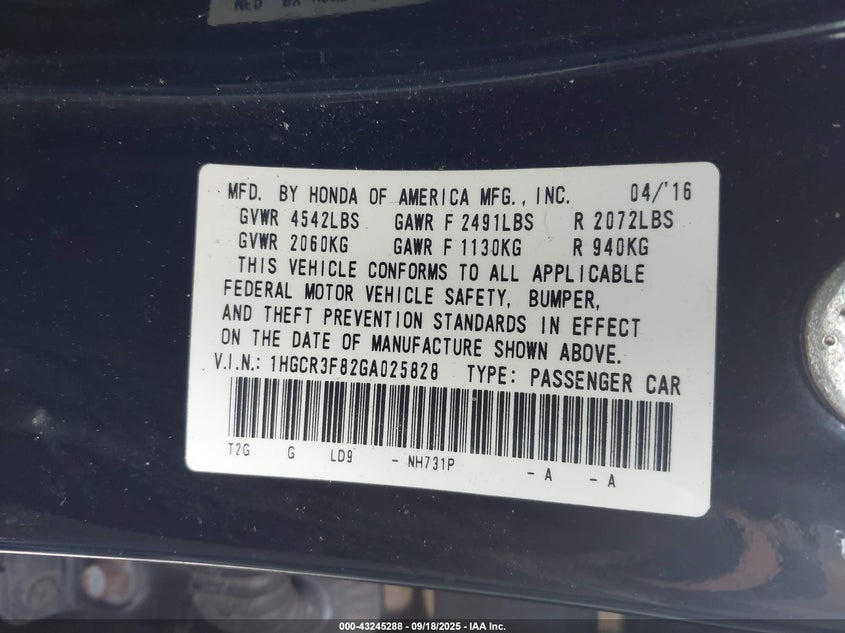 MFD. BY HONDA OF AMERICA MFG., INC. 04/'16
GVWR 4542LBS GAWR F 2491LBS R 2072LBS
GVWR 2060KG GAWR F 1130KG R 940KG
THIS VEHICLE CONFORMS TO ALL APPLICABLE
FEDERAL MOTOR VEHICLE SAFETY, BUMPER,
AND THEFT PREVENTION STANDARDS IN EFFECT
ON THE DATE OF MANUFACTURE SHOWN ABOVE.
V.I.N.: 1HGCR3F82GA025828 TYPE: PASSENGER CAR
T2G G LD9 - NH731P - A - A
000-43245288 - 09/18/2025 - IAA Inc.